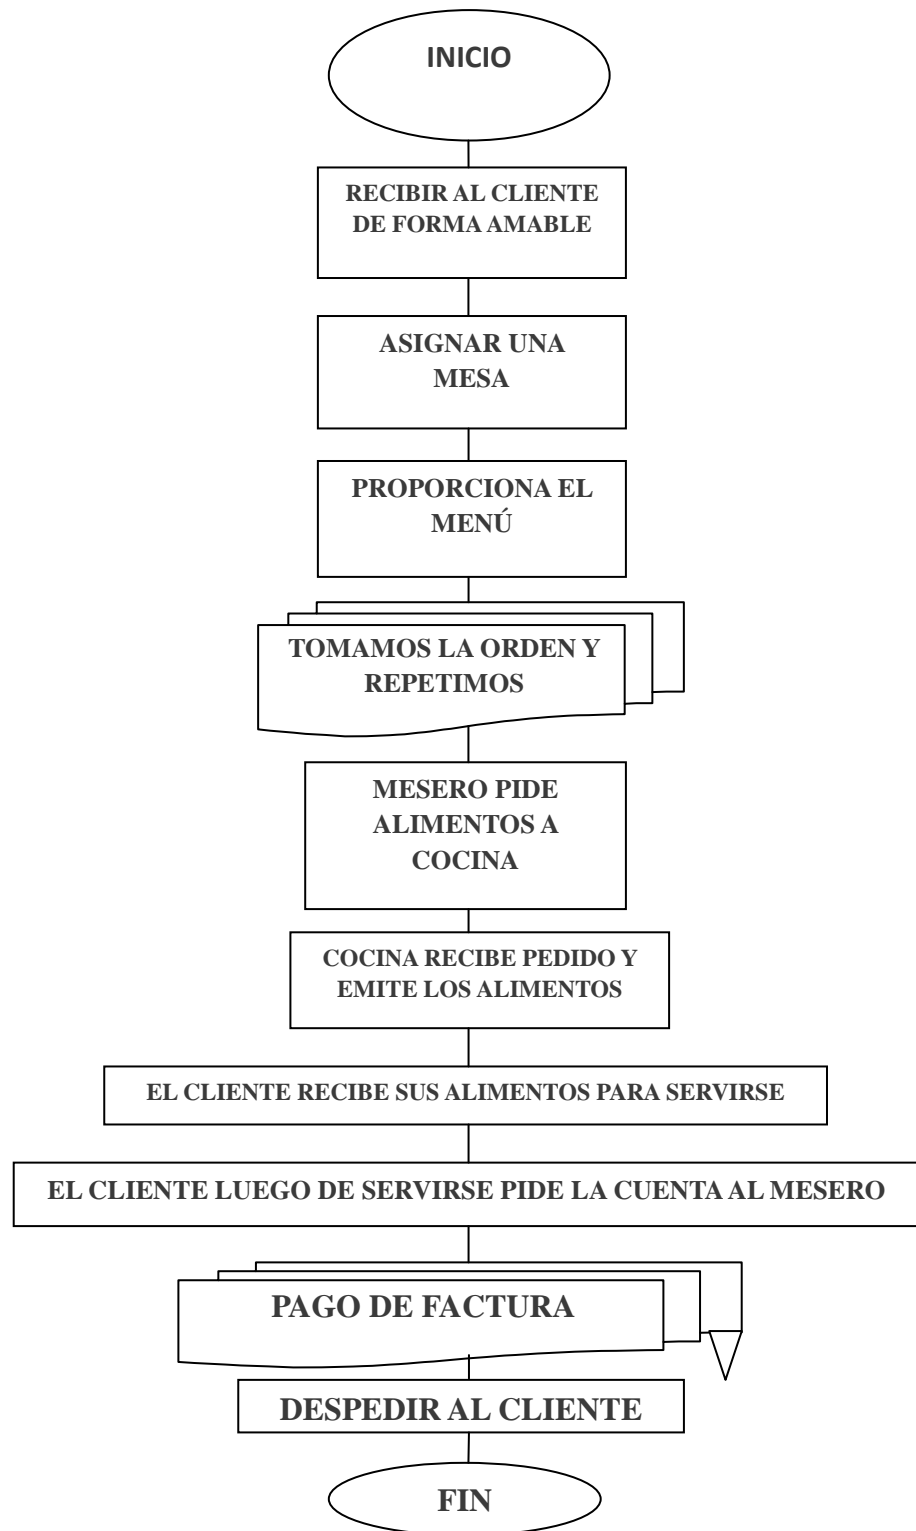 INICIO
RECIBIR AL CLIENTE
DE FORMA AMABLE
ASIGNAR UNA
MESA
PROPORCIONA EL
MENÚ
TOMAMOS LA ORDEN Y
REPETIMOS
MESERO PIDE
ALIMENTOS A
COCINA
COCINA RECIBE PEDIDO Y
EMITE LOS ALIMENTOS
EL CLIENTE RECIBE SUS ALIMENTOS PARA SERVIRSE
EL CLIENTE LUEGO DE SERVIRSE PIDE LA CUENTA AL MESERO
PAGO DE FACTURA
DESPEDIR AL CLIENTE
FIN